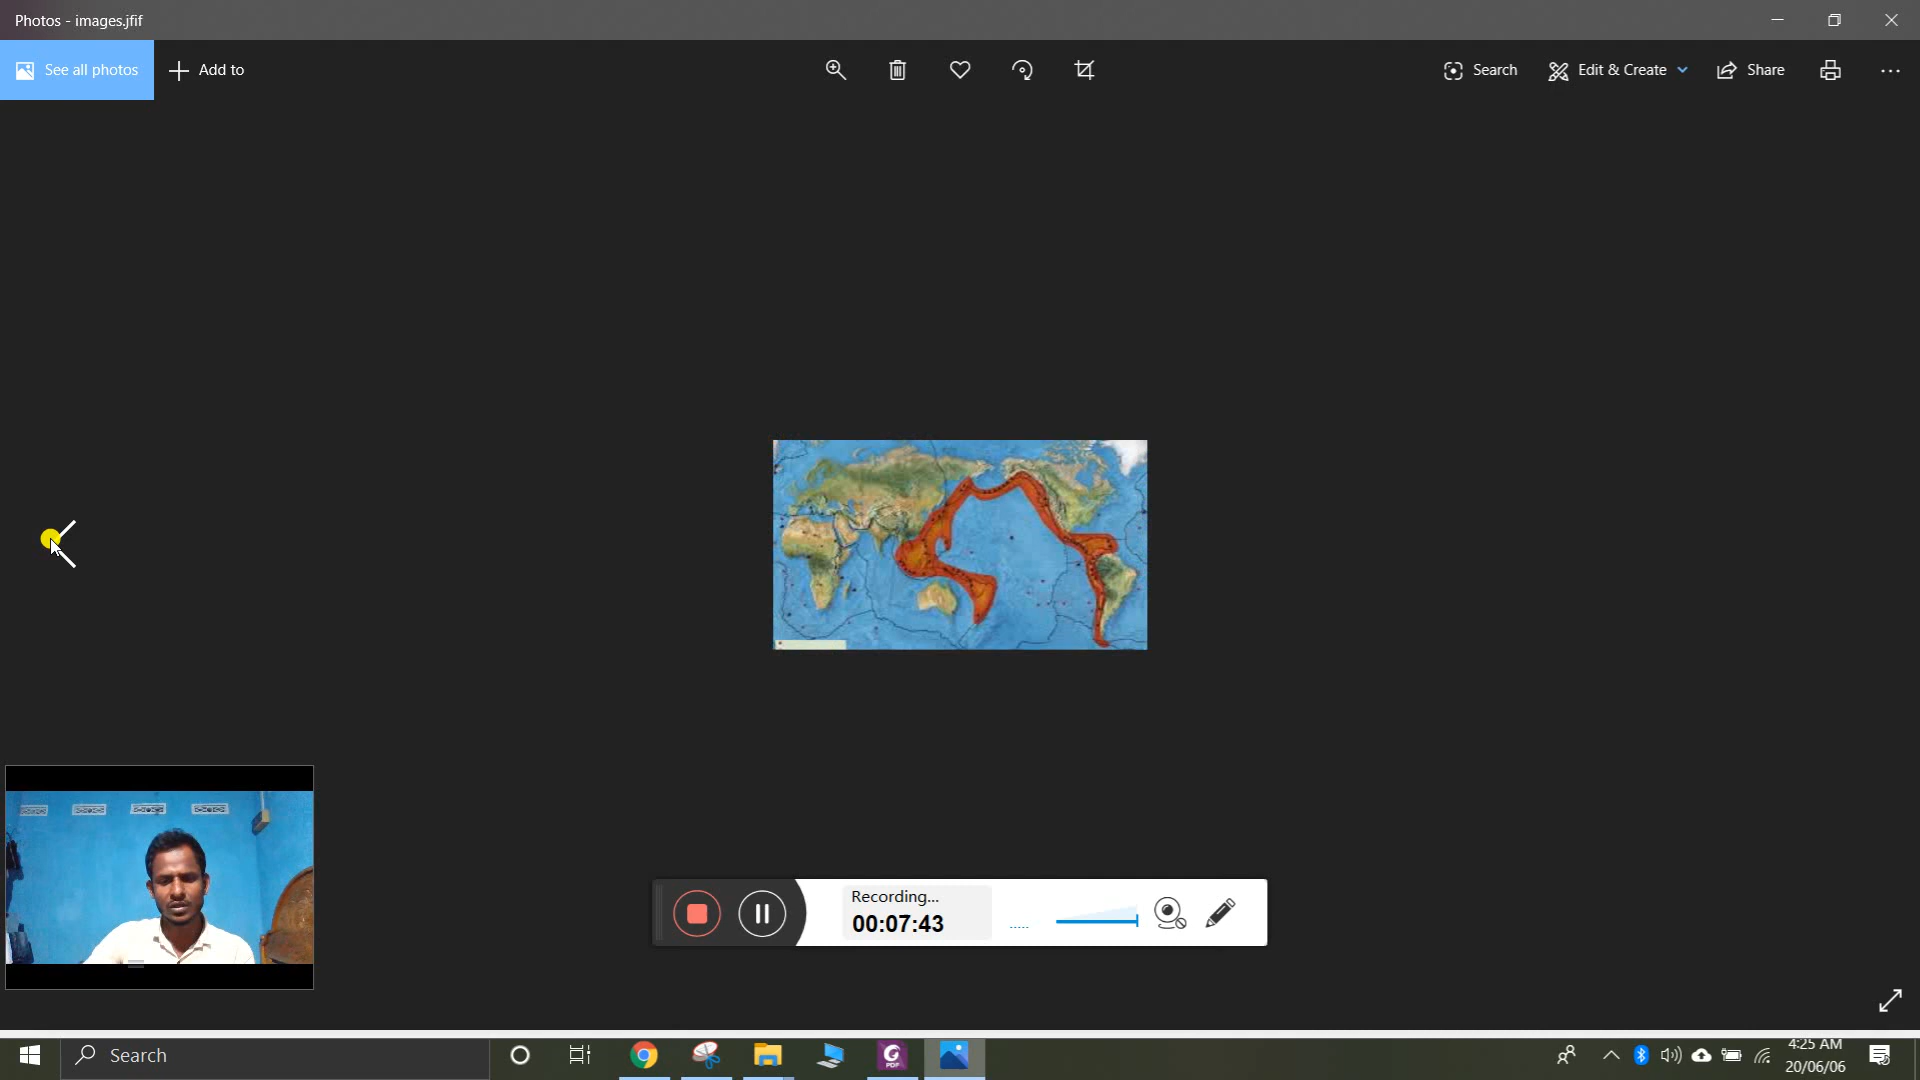 Photos - images.jfif
See all photos
Add to
Search
Edit & Create
Share
Recording...
00:07:43
Search
PDF
4:25 AM
20/06/06